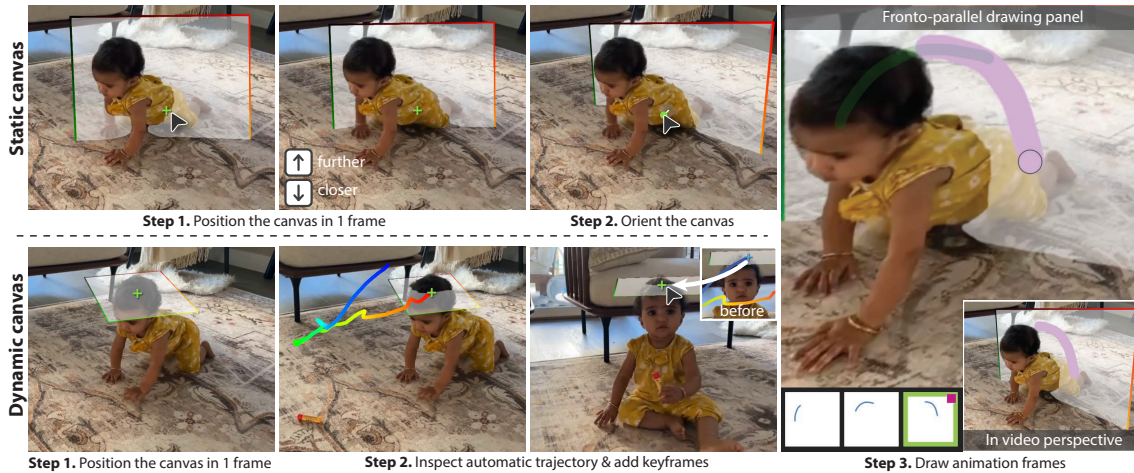 Static canvas
further
closer
Step 1. Position the canvas in 1 frame
Step 2. Orient the canvas
Dynamic canvas
before
Step 1. Position the canvas in 1 frame
Step 2. Inspect automatic trajectory & add keyframes
Fronto-parallel drawing panel
In video perspective
Step 3. Draw animation frames